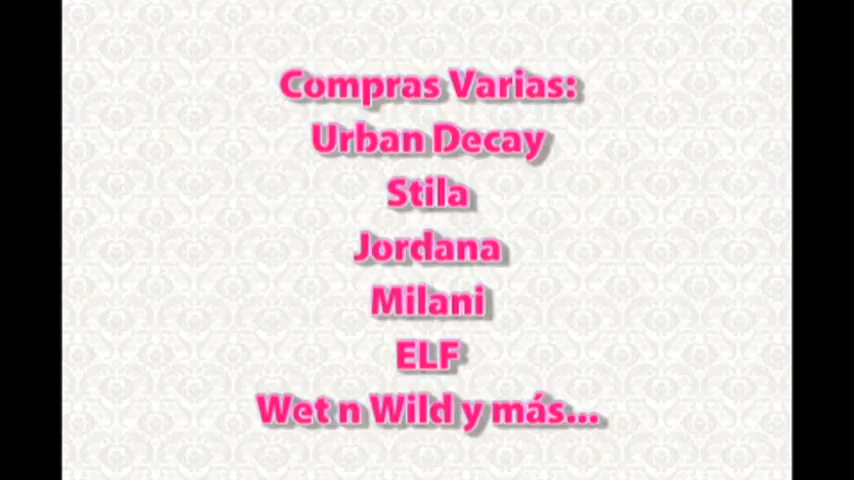 Compras Varias:
Urban Decay
Stila
Jordana
Milani
ELF
Wet n Wild y más...